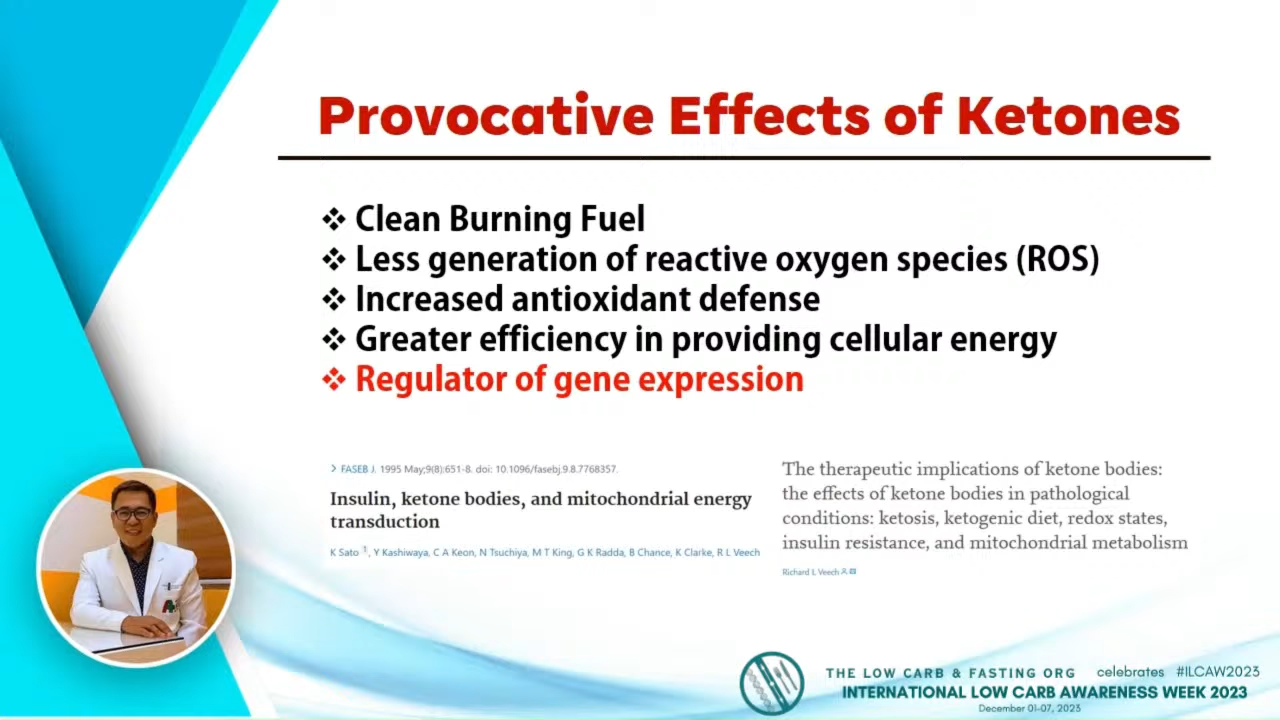 Provocative Effects of Ketones
❖ Clean Burning Fuel
❖ Less generation of reactive oxygen species (ROS)
❖ Increased antioxidant defense
❖ Greater efficiency in providing cellular energy
❖ Regulator of gene expression
> FASEB J. 1995 May;9(8):651-8. doi: 10.1096/fasebj.9.8.7768357.
Insulin, ketone bodies, and mitochondrial energy
transduction
K Sato 1, Y Kashiwaya, C A Keon, N Tsuchiya, M T King, G K Radda, B Chance, K Clarke, R L Veech
The therapeutic implications of ketone bodies:
the effects of ketone bodies in pathological
conditions: ketosis, ketogenic diet, redox states,
insulin resistance, and mitochondrial metabolism
Richard L Veech
THE LOW CARB & FASTING ORG celebrates #ILCAW2023
INTERNATIONAL LOW CARB AWARENESS WEEK 2023
December 01-07, 2023